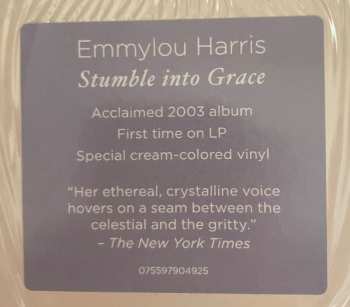 Emmylou Harris
Stumble into Grace
Acclaimed 2003 album
First time on LP
Special cream-colored vinyl
“Her ethereal, crystalline voice
hovers on a seam between the
celestial and the gritty.”
– The New York Times
075597904925